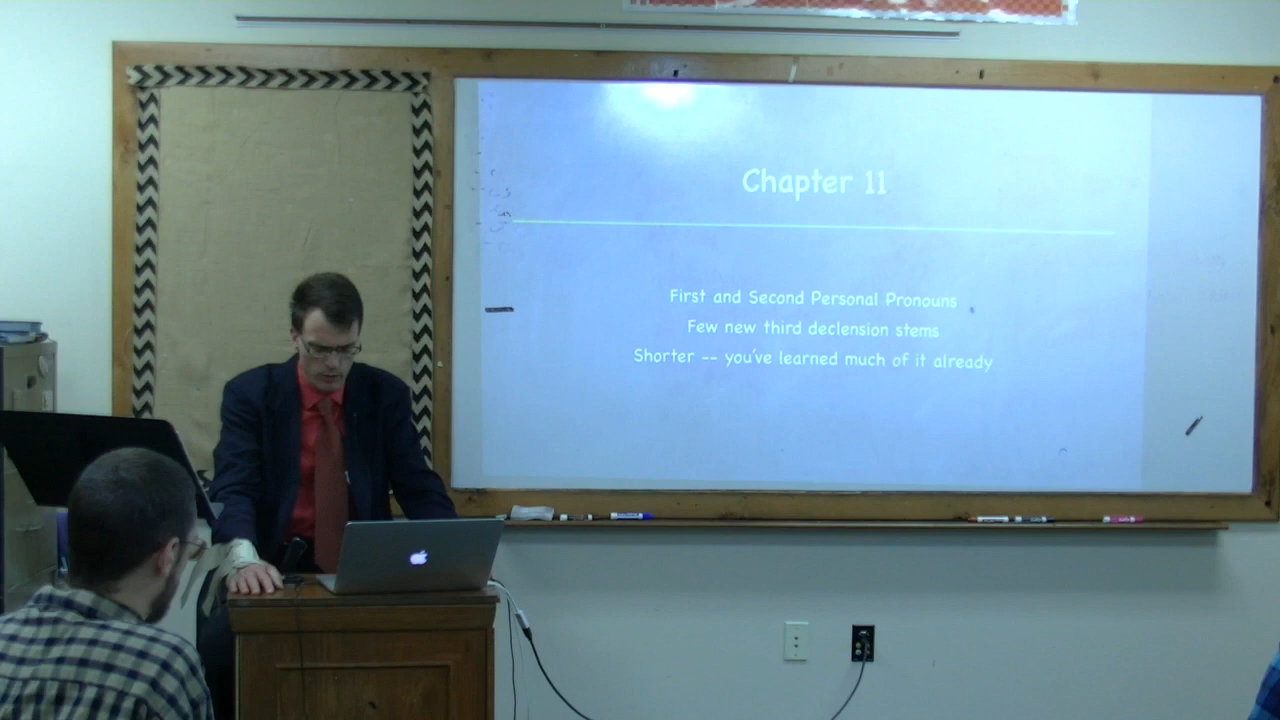 Chapter 11
First and Second Personal Pronouns
Few new third declension stems
Shorter -- you've learned much of it already